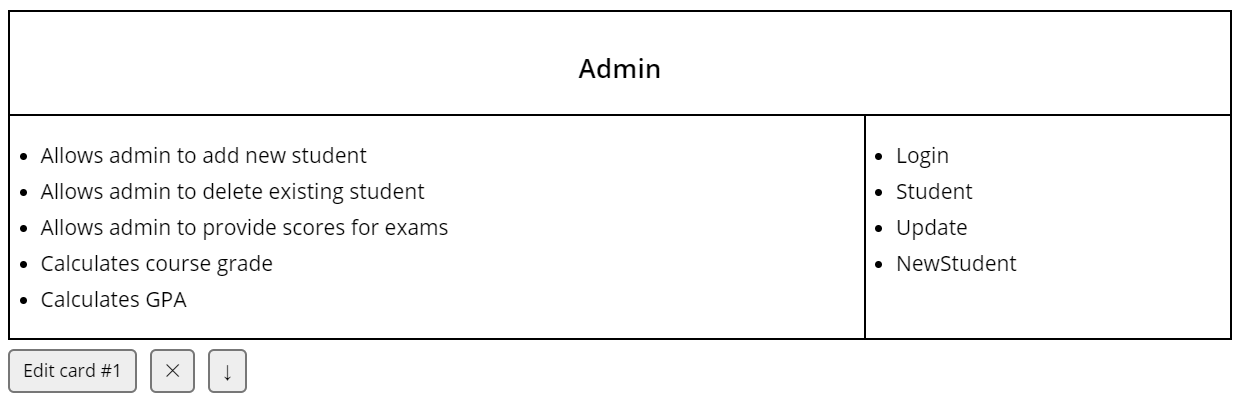 Admin
Allows admin to add new student
Allows admin to delete existing student
Allows admin to provide scores for exams
Calculates course grade
Calculates GPA
Login
Student
Update
NewStudent
Edit card #1
×
↓